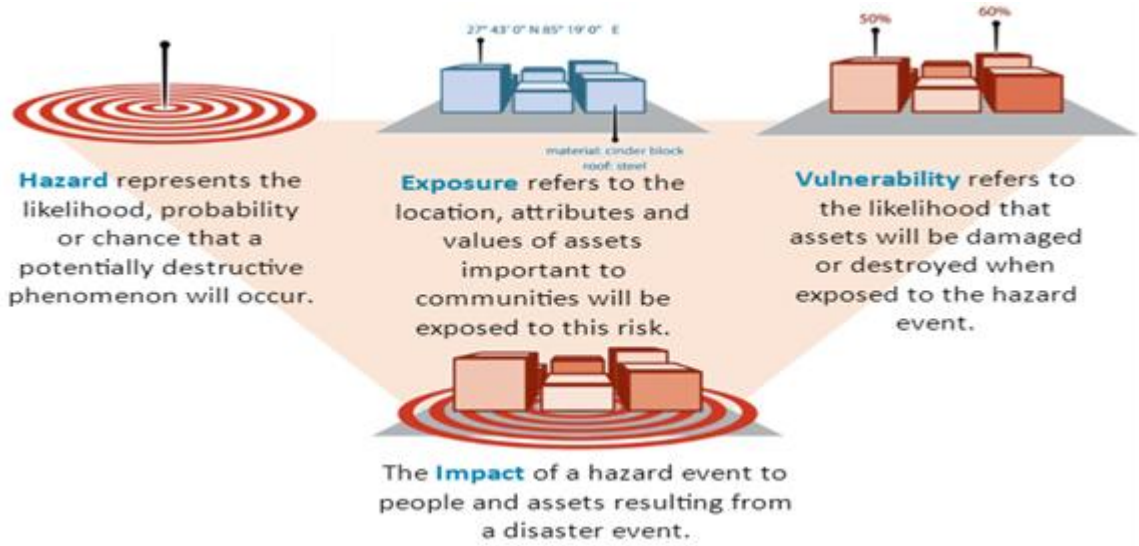 27° 43' 0" N 85° 19' 0" E
material: cinder block
roof: steel
50%
60%
Hazard represents the
likelihood, probability
or chance that a
potentially destructive
phenomenon will occur.
Exposure refers to the
location, attributes and
values of assets
important to
communities will be
exposed to this risk.
Vulnerability refers to
the likelihood that
assets will be damaged
or destroyed when
exposed to the hazard
event.
The Impact of a hazard event to
people and assets resulting from
a disaster event.